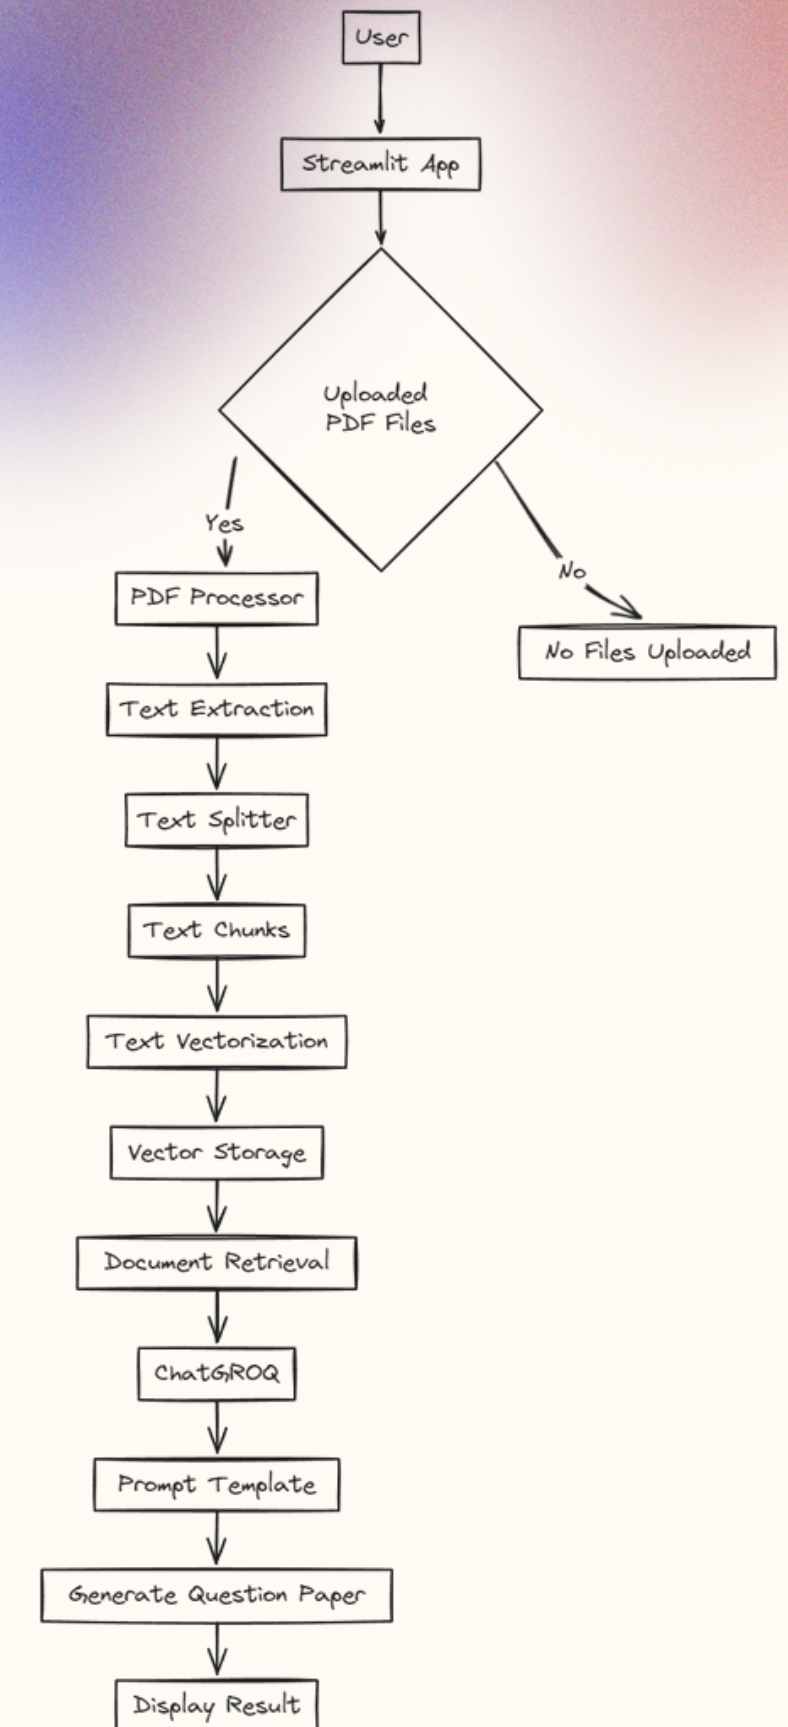 User
Streamlit App
Uploaded
PDF Files
Yes
No
PDF Processor
No Files Uploaded
Text Extraction
Text Splitter
Text Chunks
Text Vectorization
Vector Storage
Document Retrieval
ChatGROQ
Prompt Template
Generate Question Paper
Display Result